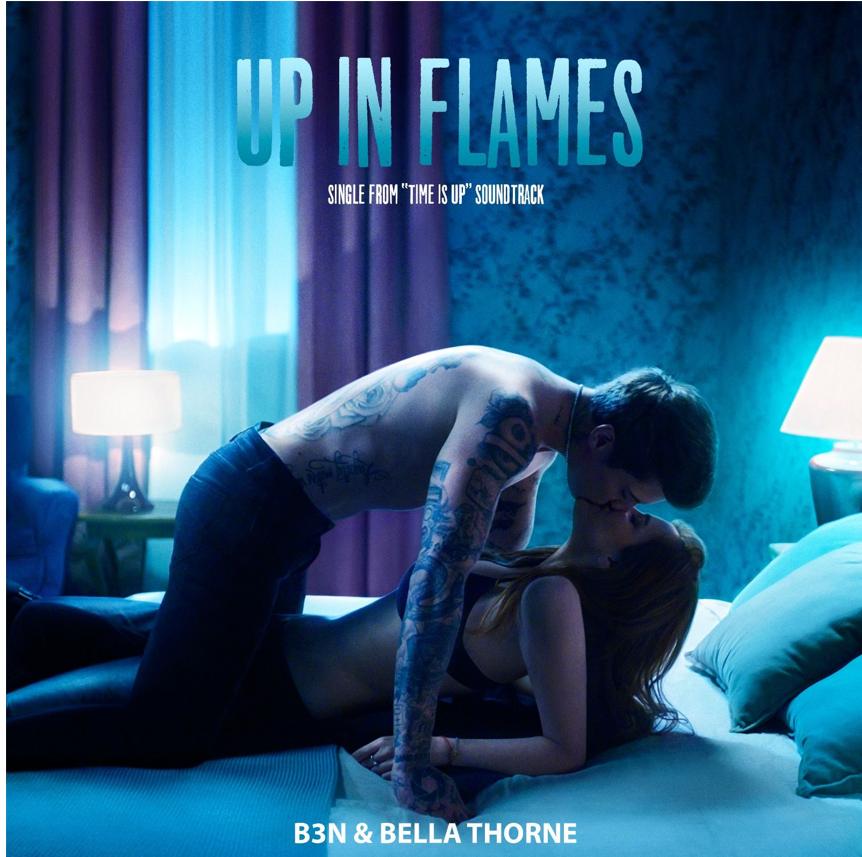 UP IN FLAMES
SINGLE FROM "TIME IS UP" SOUNDTRACK
B3N & BELLA THORNE